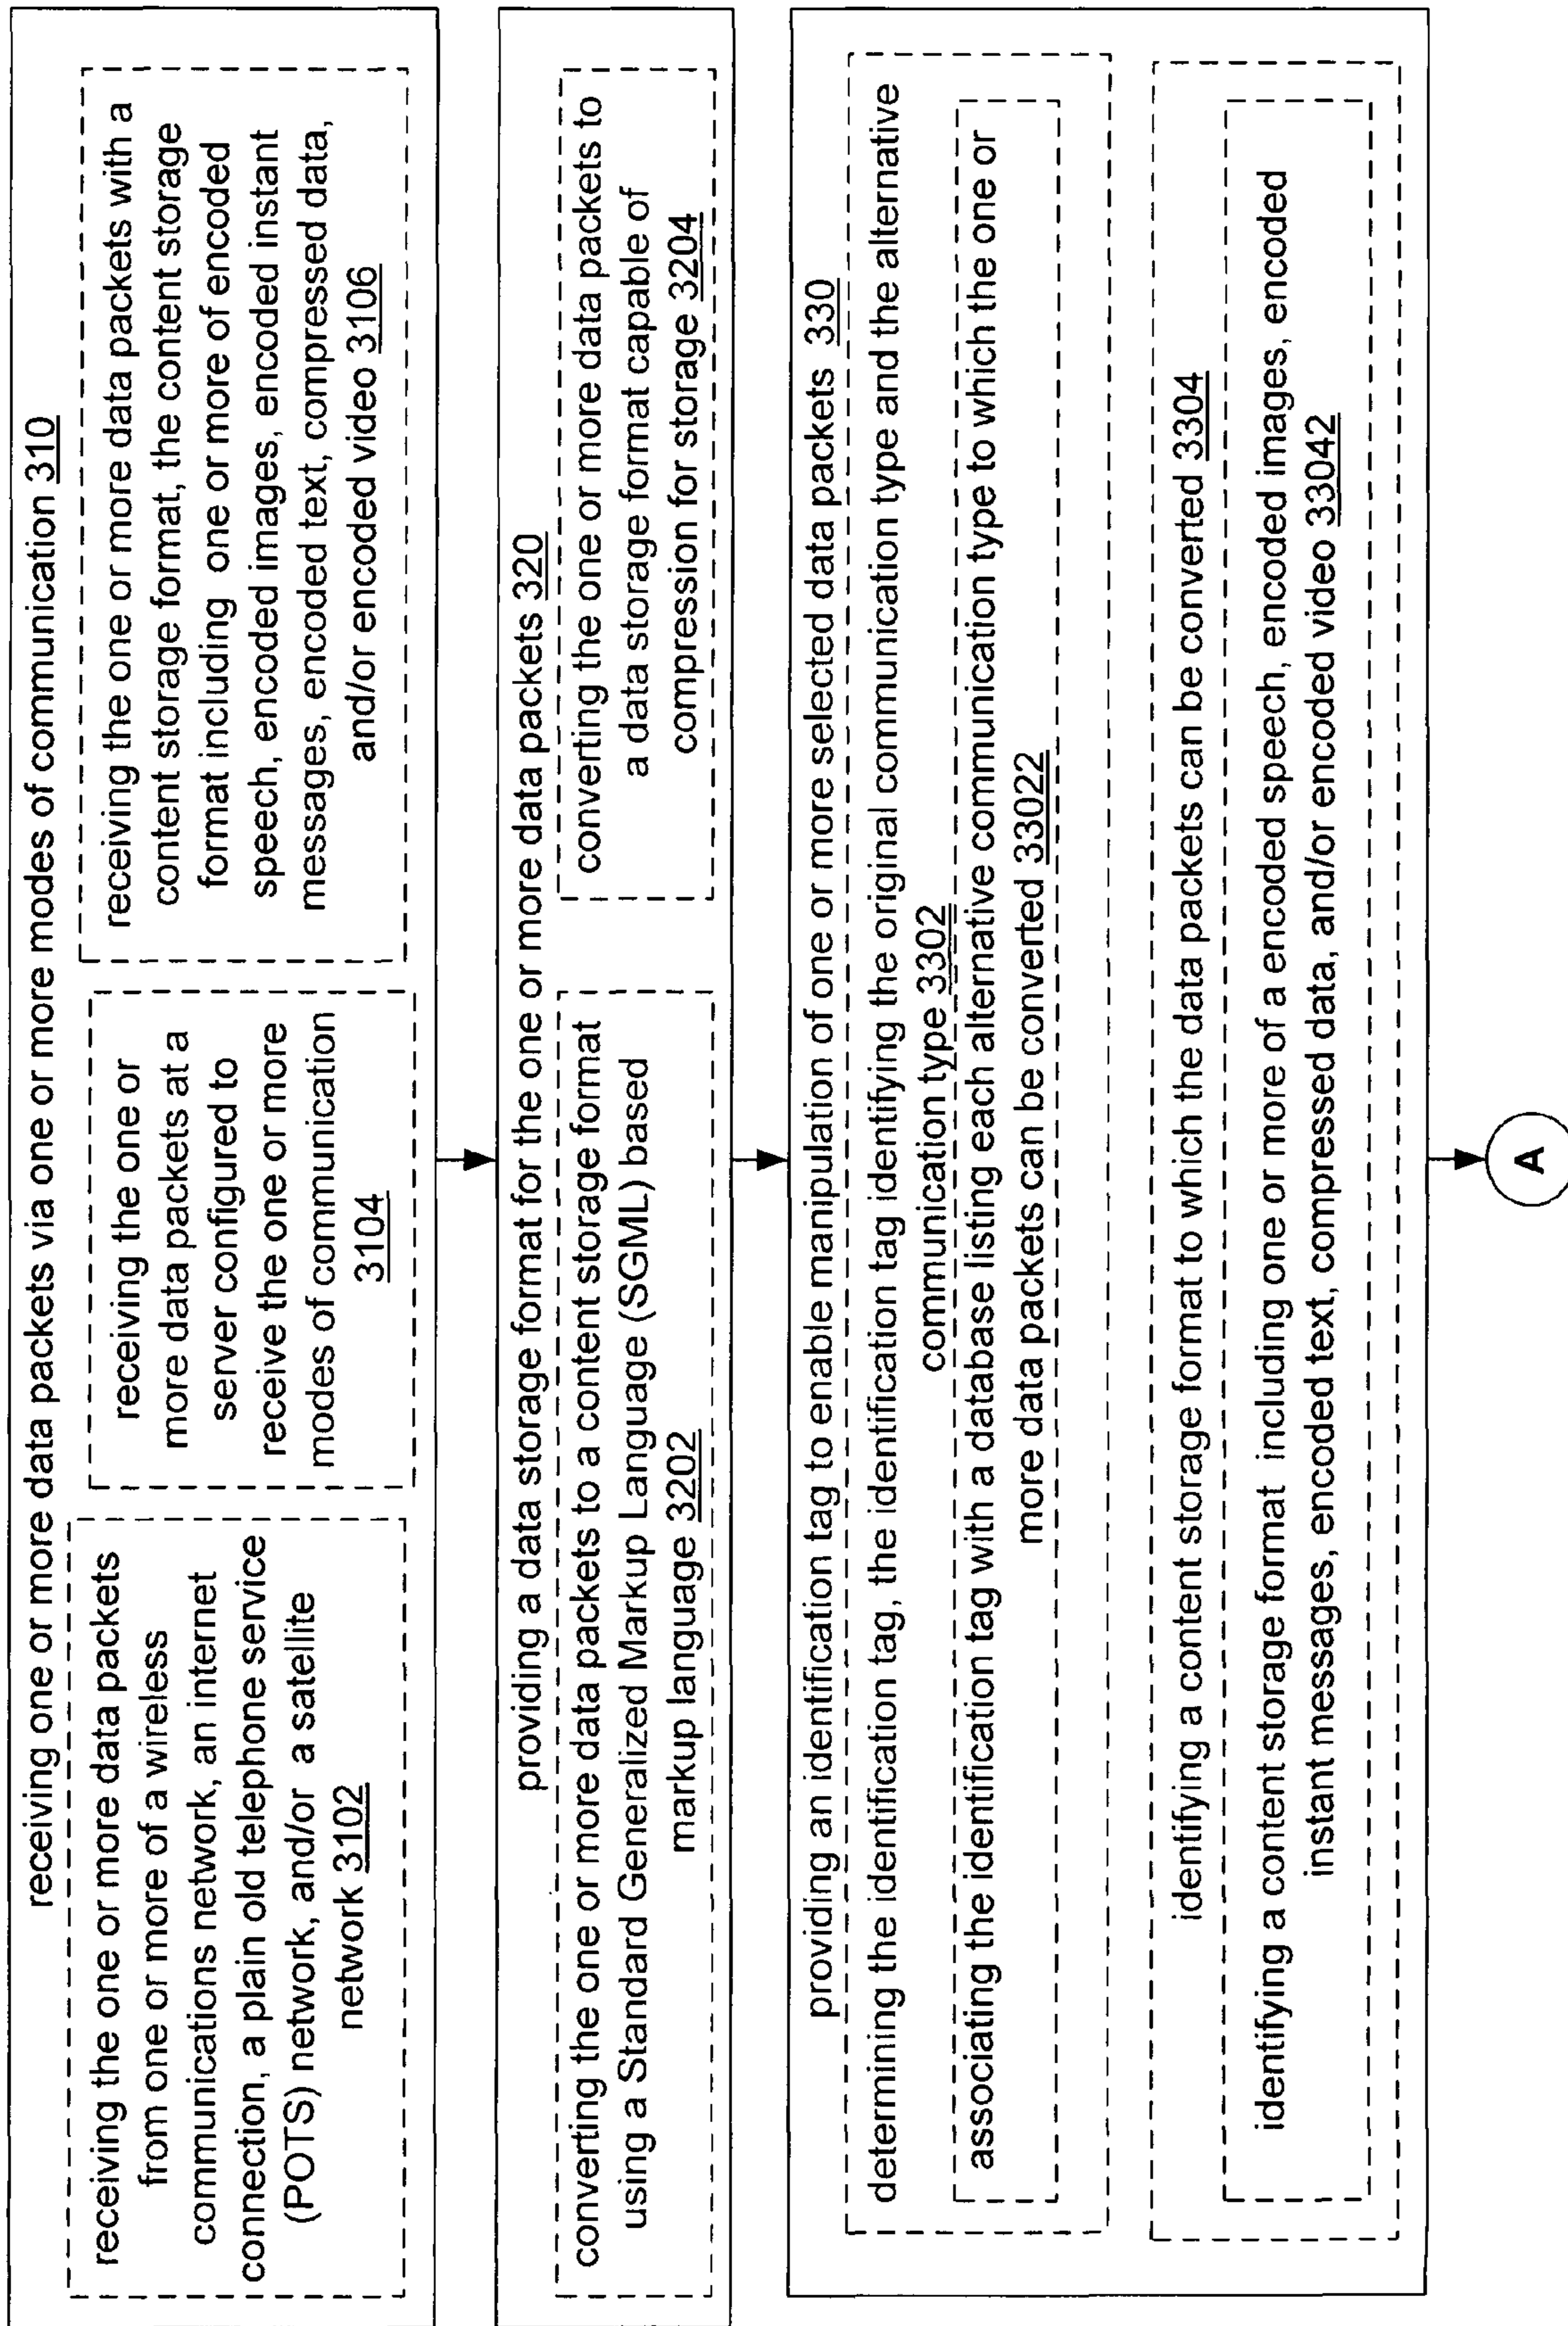 receiving one or more data packets via one or more modes of communication 310
receiving the one or more data packets
from one or more of a wireless
communications network, an internet
connection, a plain old telephone service
(POTS) network, and/or a satellite
network 3102
receiving the one or
more data packets at a
server configured to
receive the one or more
modes of communication
3104
receiving the one or more data packets with a
content storage format, the content storage
format including one or more of encoded
speech, encoded images, encoded instant
messages, encoded text, compressed data,
and/or encoded video 3106
providing a data storage format for the one or more data packets 320
converting the one or more data packets to a content storage format
using a Standard Generalized Markup Language (SGML) based
markup language 3202
converting the one or more data packets to
a data storage format capable of
compression for storage 3204
providing an identification tag to enable manipulation of one or more selected data packets 330
determining the identification tag, the identification tag identifying the original communication type and the alternative
communication type 3302
associating the identification tag with a database listing each alternative communication type to which the one or
more data packets can be converted 33022
identifying a content storage format to which the data packets can be converted 3304
identifying a content storage format including one or more of a encoded speech, encoded images, encoded
instant messages, encoded text, compressed data, and/or encoded video 33042
A